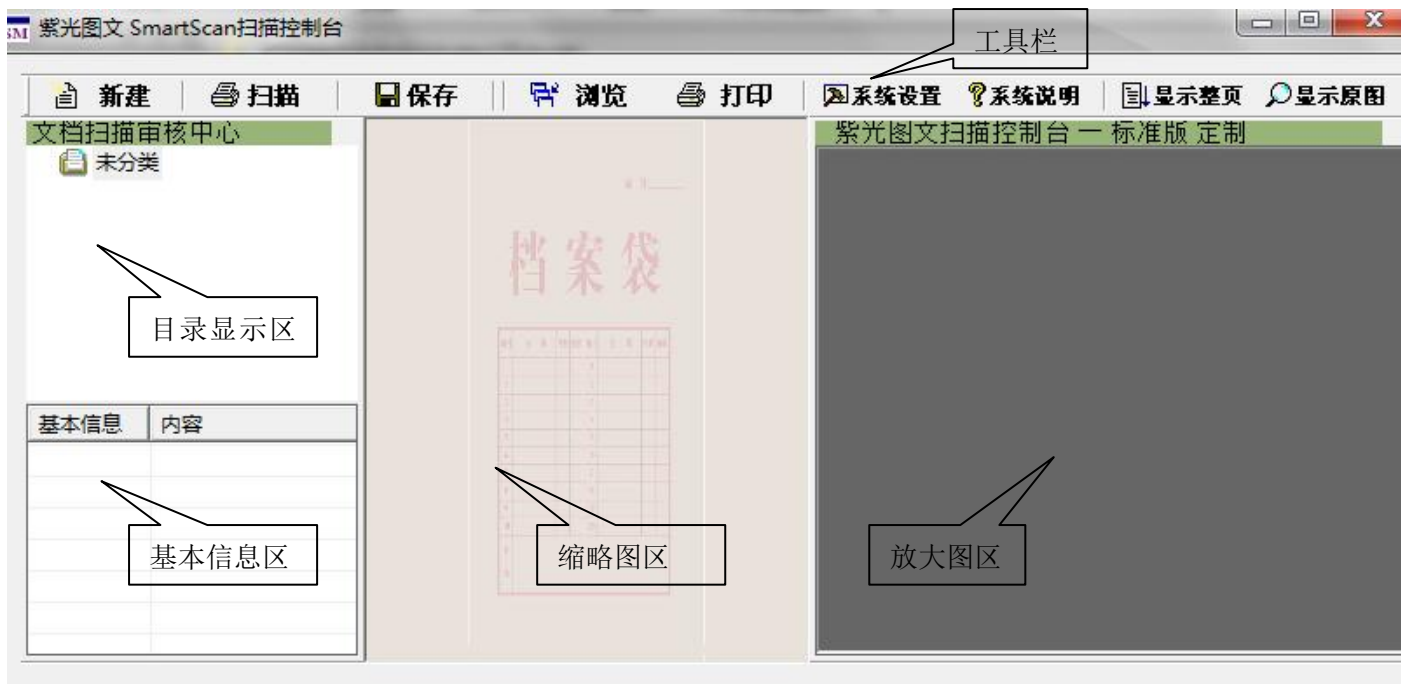 SM 紫光图文 SmartScan扫描控制台
工具栏
新建 扫描 保存 浏览 打印 系统设置 系统说明 显示整页 显示原图
文档扫描审核中心
未分类
目录显示区
基本信息 内容
基本信息区
档案袋
缩略图区
紫光图文扫描控制台 — 标准版 定制
放大图区